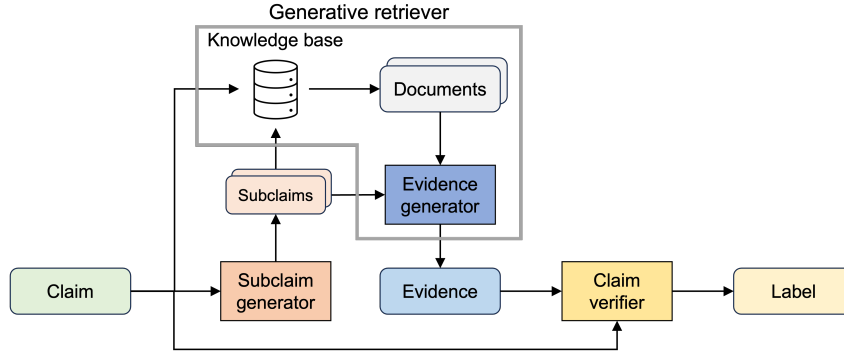 Generative retriever
Knowledge base
Documents
Subclaims
Evidence
generator
Claim
Subclaim
generator
Evidence
Claim
verifier
Label